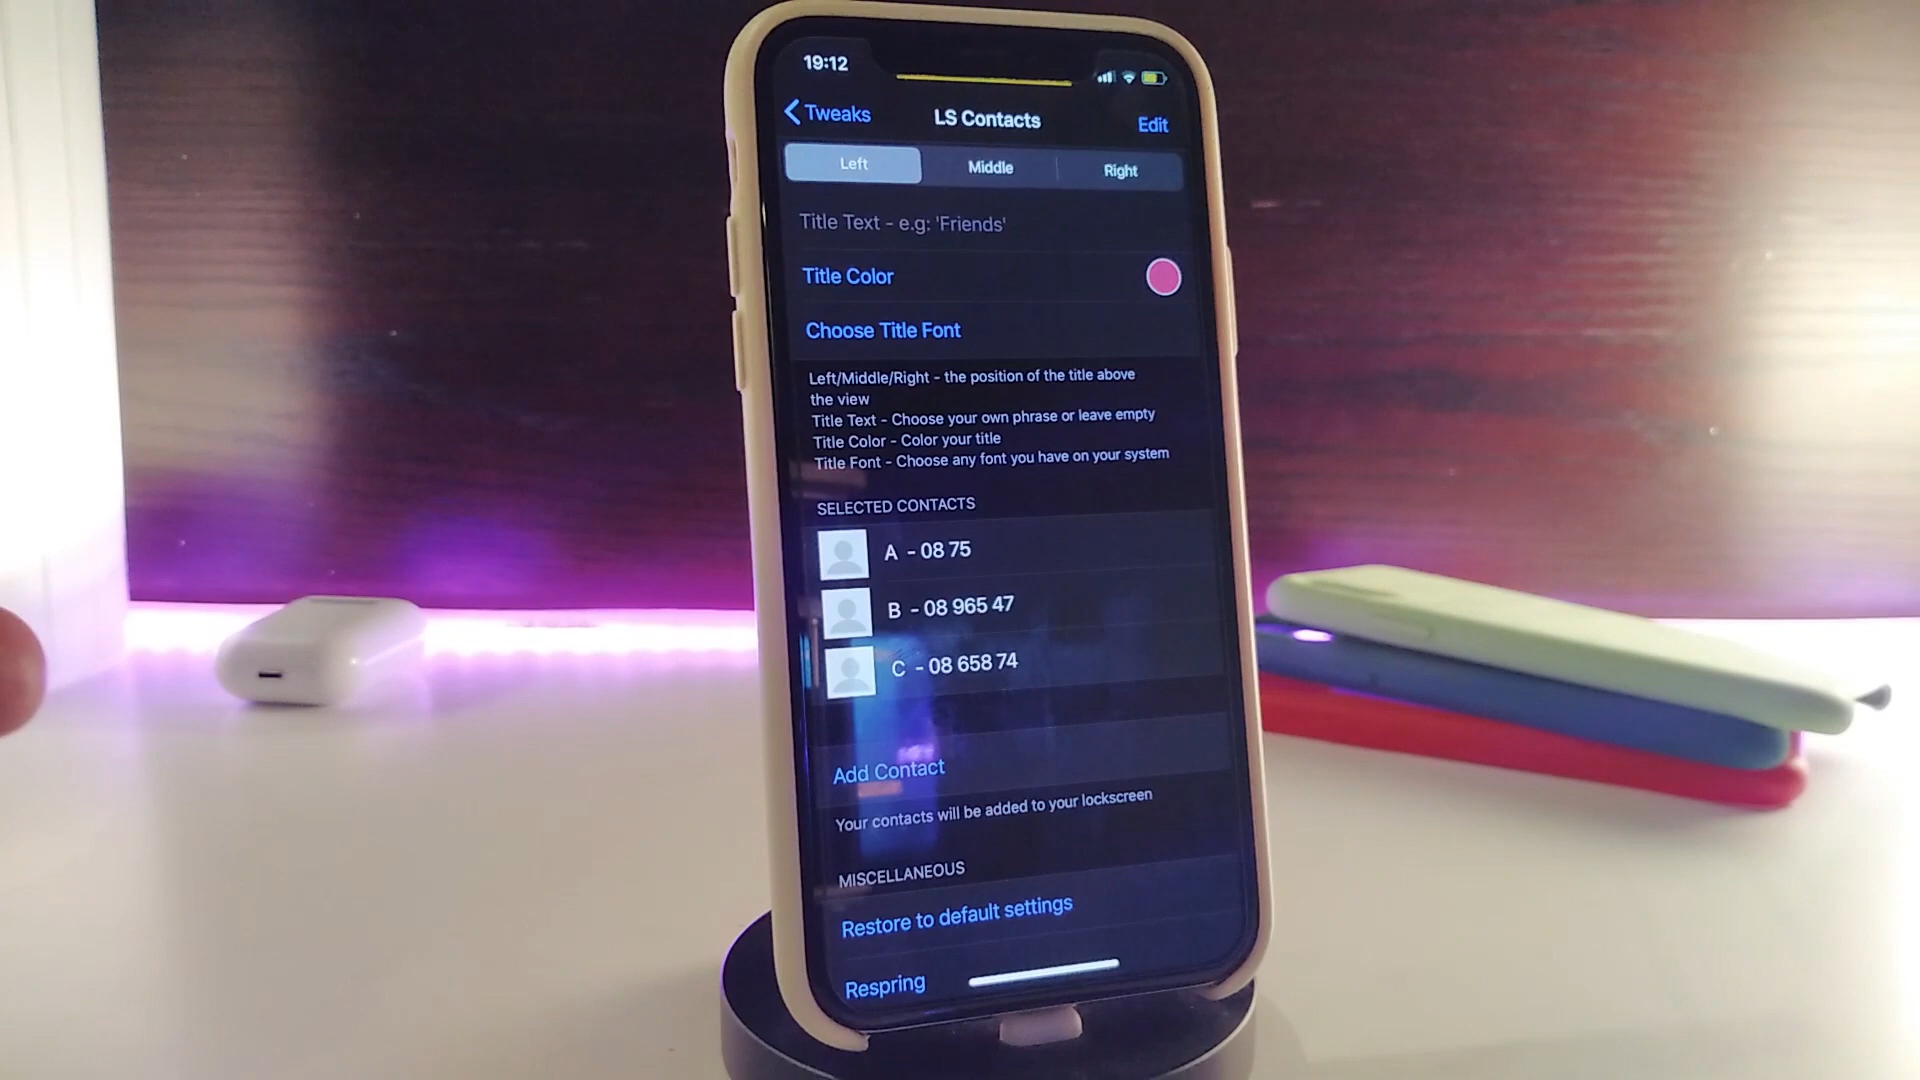 19:12
Tweaks
LS Contacts
Edit
Left
Middle
Right
Title Text - e.g: 'Friends'
Title Color
Choose Title Font
Left/Middle/Right - the position of the title above
the view
Title Text - Choose your own phrase or leave empty
Title Color - Color your title
Title Font - Choose any font you have on your system
SELECTED CONTACTS
A - 08 75
B - 08 965 47
C - 08 658 74
Add Contact
Your contacts will be added to your lockscreen
MISCELLANEOUS
Restore to default settings
Respring